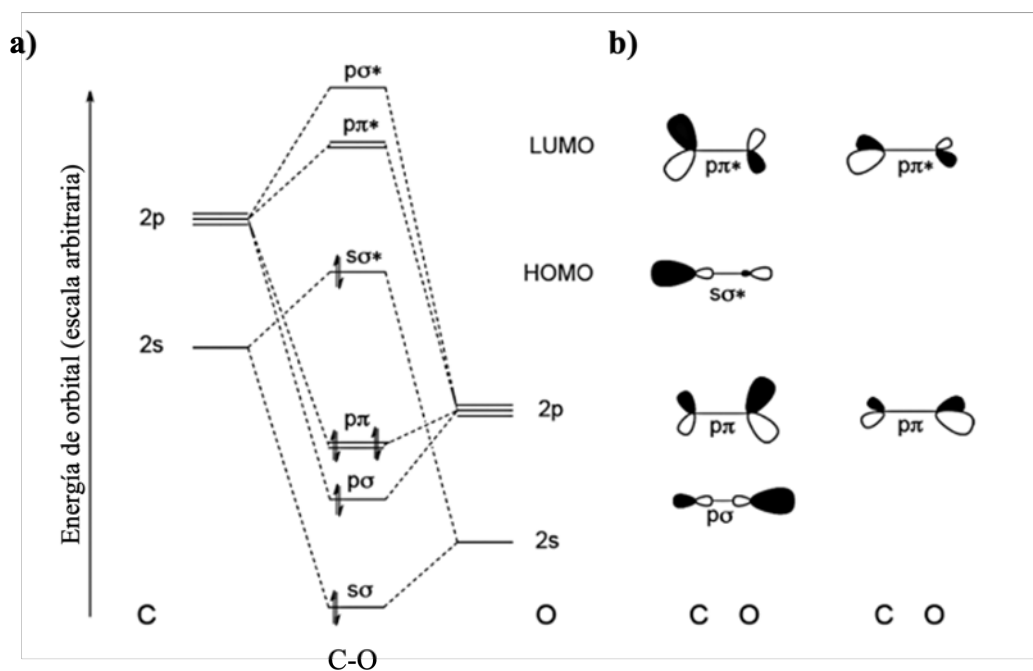 a)
b)
Energía de orbital (escala arbitraria)
pσ*
pπ*
2p
sσ*
2s
2p
pπ
pσ
2s
sσ
C
O
C-O
LUMO
pπ*
pπ*
HOMO
sσ*
pπ
pπ
pσ
C O
C O